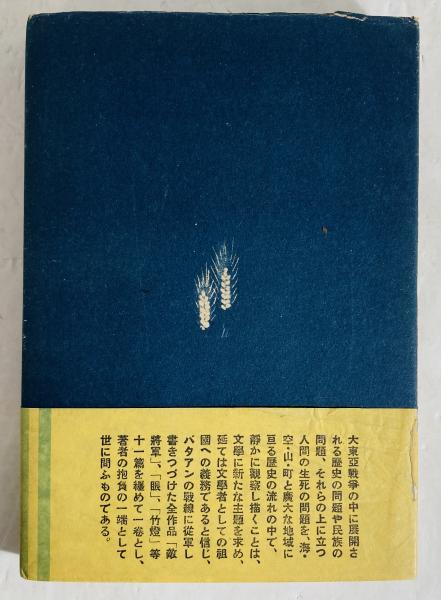 大東亞戰爭の中に展開さ
れる歷史の問題や民族の
問題、それらの上に立つ
人間の生死の問題を、海・
空・山・町と廣大な地域に
亘る歷史の流れの中で、
靜かに觀察し描くことは、
文學に新たな主題を求め、
延ては文學者としての祖
國への義務であると信じ、
バタアンの戰線に從軍し
書きつづけた全作品「敵
將軍」、「眼」、「竹燈」等
十一篇を纏めて一卷とし、
著者の抱負の一端として
世に問ふものである。